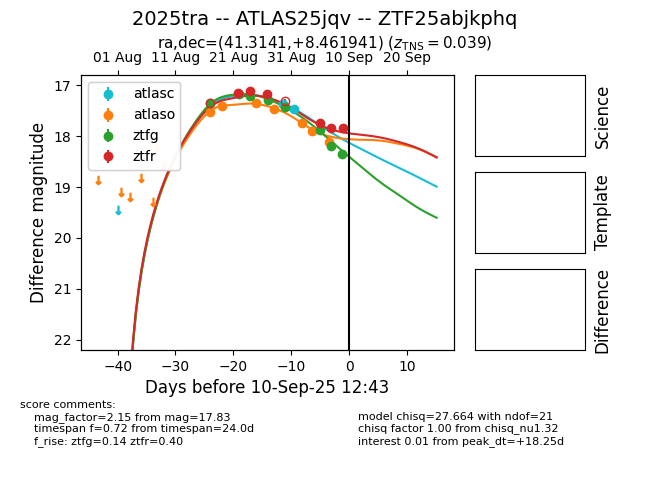 2025tra -- ATLAS25jqv -- ZTF25abjkphq
ra,dec=(41.3141,+8.461941) (z_TNS = 0.039)
01 Aug 11 Aug 21 Aug 31 Aug 10 Sep 20 Sep
atlasc
atlaso
ztfg
ztfr
17
18
19
20
21
22
Difference magnitude
−40 −30 −20 −10 0 10
Days before 10-Sep-25 12:43
Science
Template
Difference
score comments:
mag_factor=2.15 from mag=17.83
timespan f=0.72 from timespan=24.0d
f_rise: ztfg=0.14 ztfr=0.40
model chisq=27.664 with ndof=21
chisq factor 1.00 from chisq_nu1.32
interest 0.01 from peak_dt=+18.25d